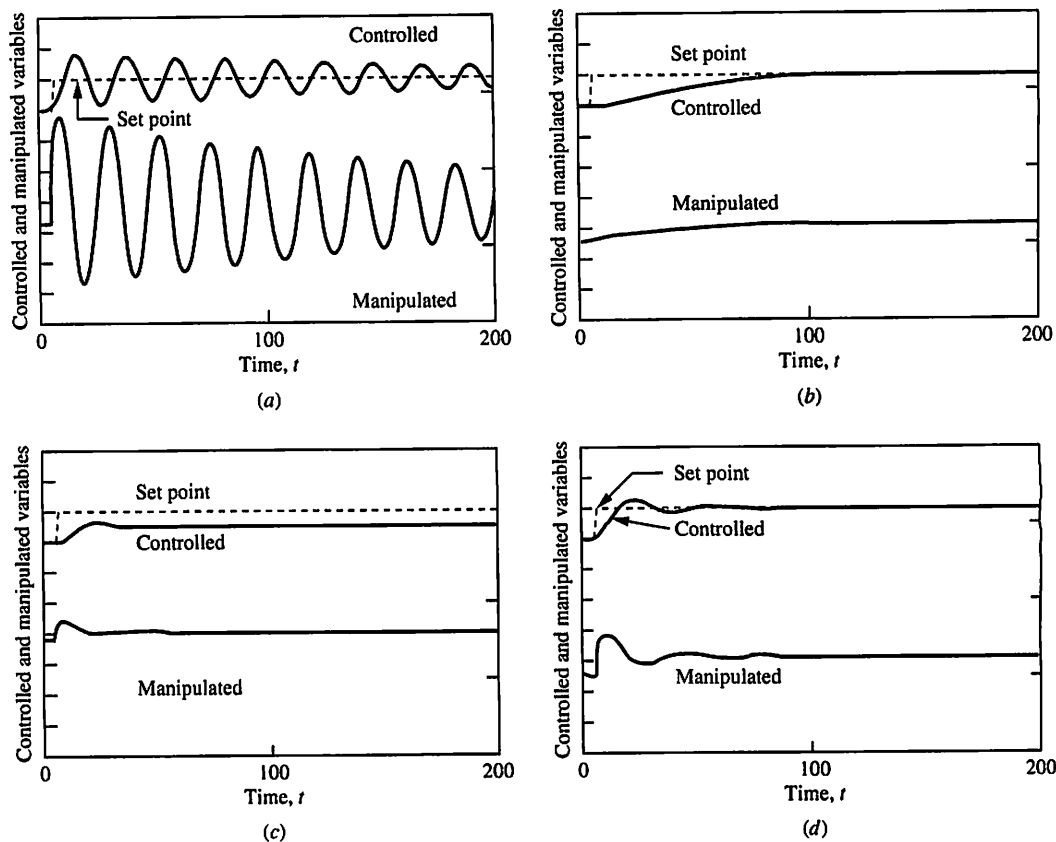 Controlled and manipulated variables
Controlled
Set point
Manipulated
0
100
200
Time, t
(a)
Controlled and manipulated variables
Set point
Controlled
Manipulated
0
100
200
Time, t
(b)
Controlled and manipulated variables
Set point
Controlled
Manipulated
0
100
200
Time, t
(c)
Controlled and manipulated variables
Set point
Controlled
Manipulated
0
100
200
Time, t
(d)